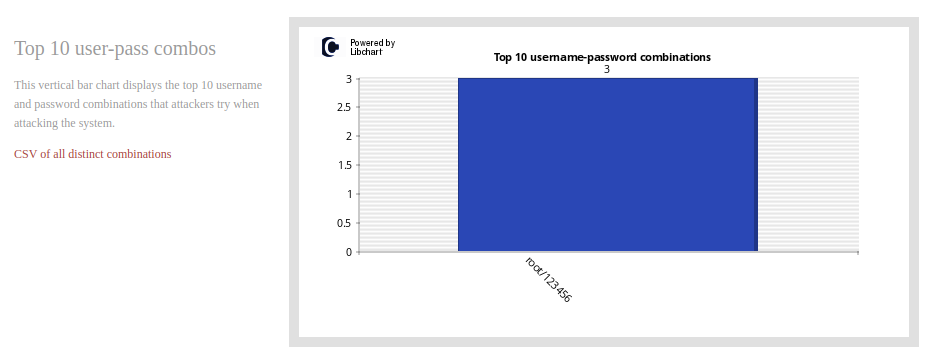 Top 10 user-pass combos
This vertical bar chart displays the top 10 username
and password combinations that attackers try when
attacking the system.
CSV of all distinct combinations
Powered by
Libchart
Top 10 username-password combinations
3
3
2.5
2
1.5
1
0.5
0
root/123456